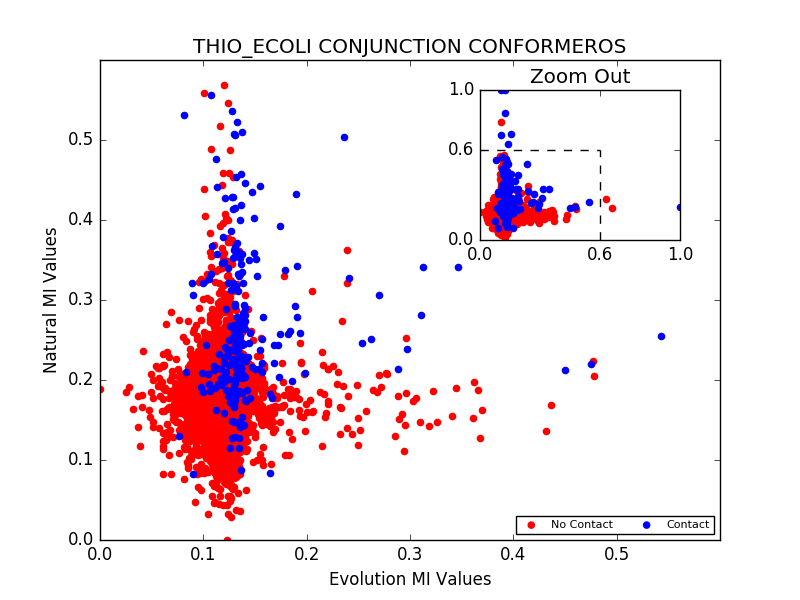 THIO_ECOLI CONJUNCTION CONFORMEROS
Zoom Out
1.0
0.6
0.0
0.0 0.6 1.0
Natural MI Values
0.5
0.4
0.3
0.2
0.1
0.0
No Contact Contact
0.0 0.1 0.2 0.3 0.4 0.5
Evolution MI Values